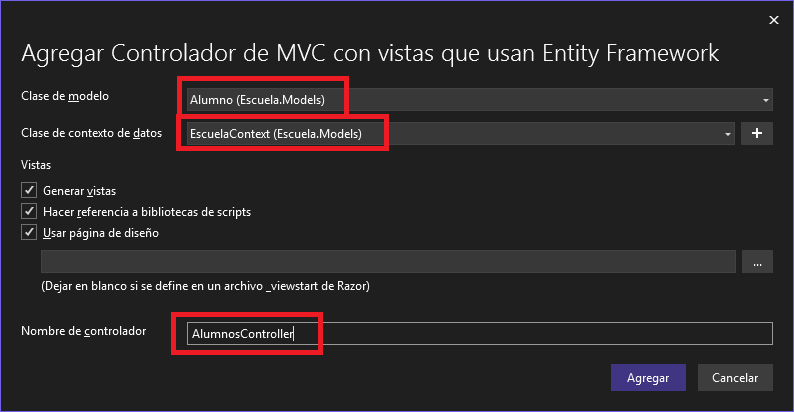 Agregar Controlador de MVC con vistas que usan Entity Framework
Clase de modelo
Alumno (Escuela.Models)
Clase de contexto de datos
EscuelaContext (Escuela.Models)
Vistas
Generar vistas
Hacer referencia a bibliotecas de scripts
Usar página de diseño
...
(Dejar en blanco si se define en un archivo _viewstart de Razor)
Nombre de controlador
AlumnosController
Agregar
Cancelar